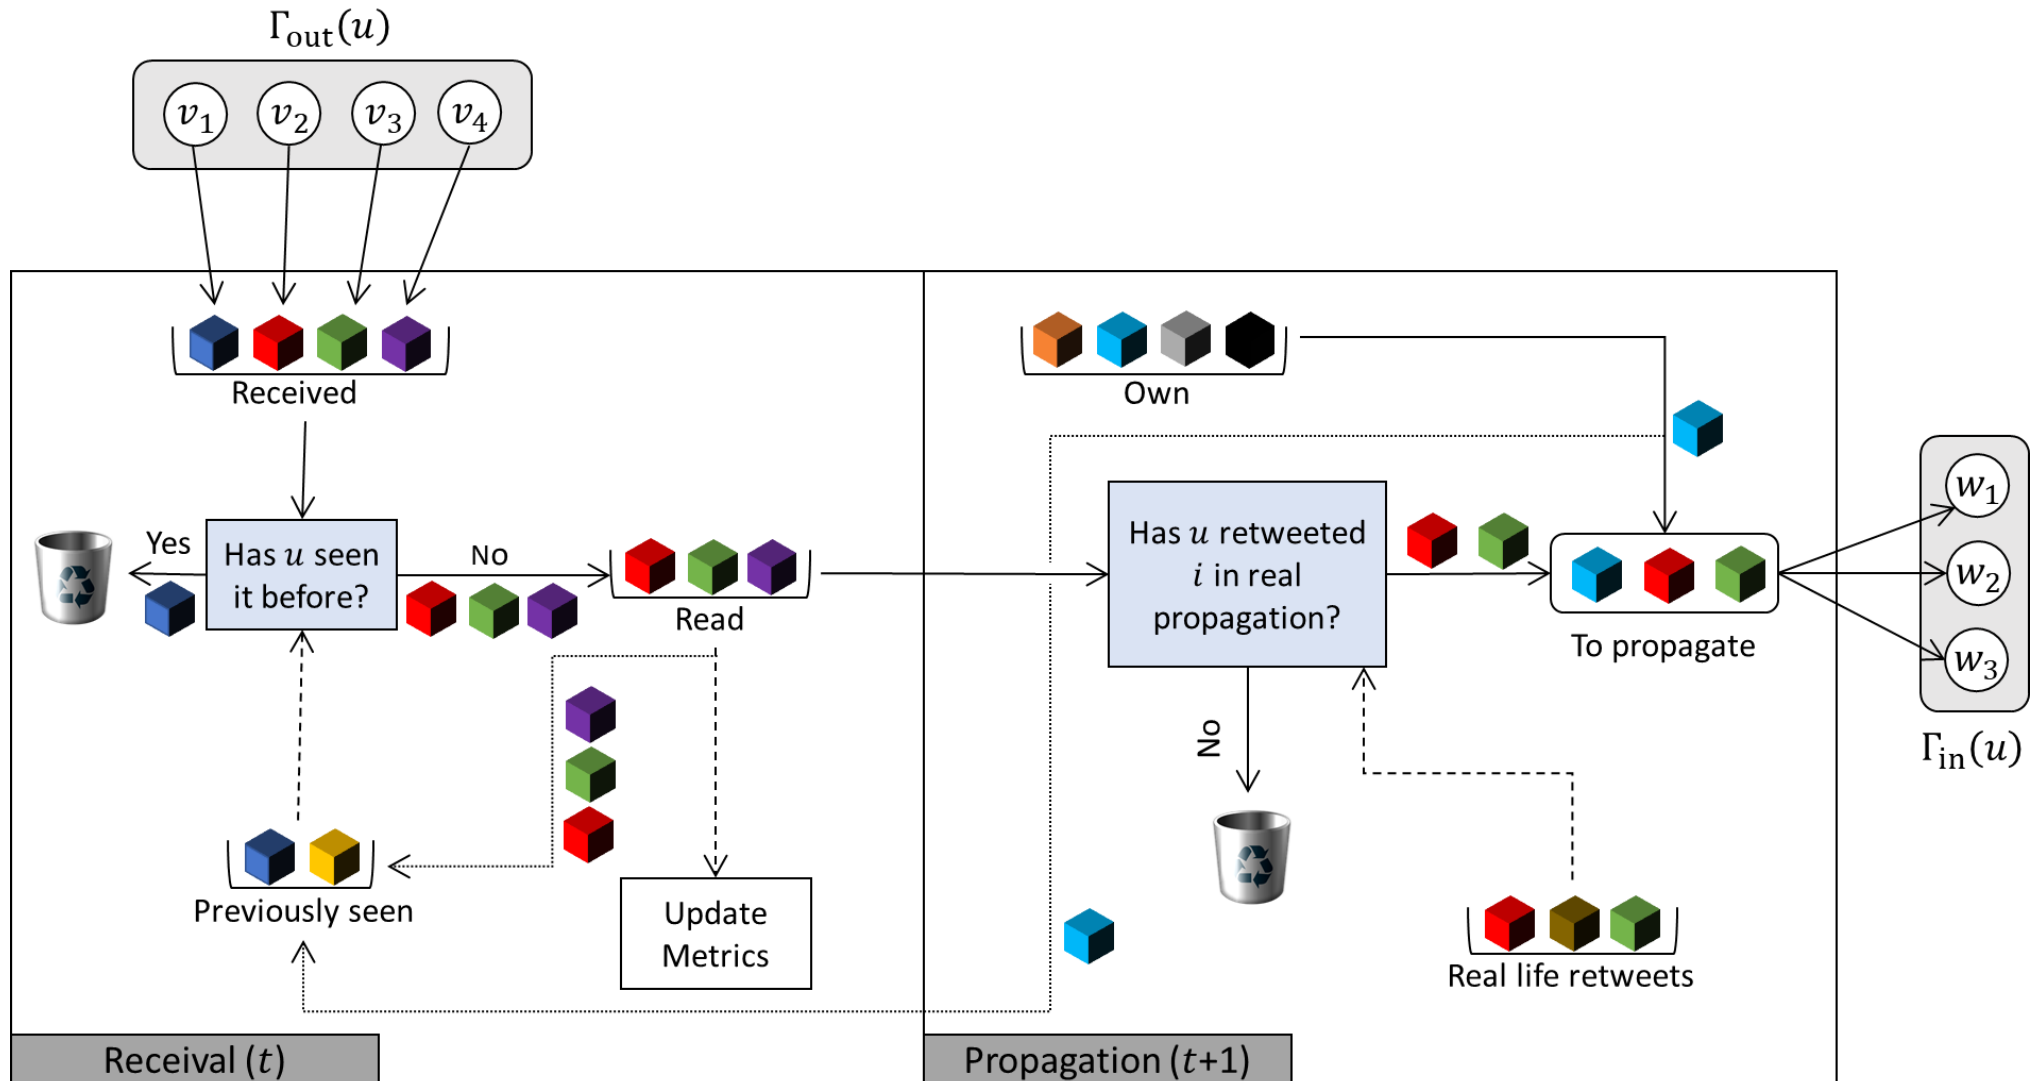 Γout(u)
v1 v2 v3 v4
Received
Own
Yes
Has u seen
it before?
No
Read
Has u retweeted
i in real
propagation?
To propagate
w1
w2
w3
Γin(u)
No
Previously seen
Update
Metrics
Real life retweets
Receival (t)
Propagation (t+1)